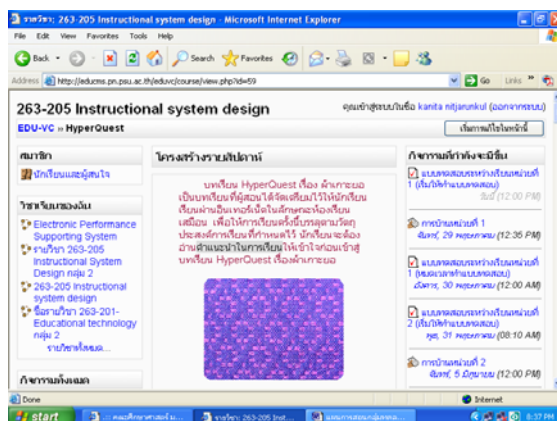 รายวิชา: 263-205 Instructional system design - Microsoft Internet Explorer
File Edit View Favorites Tools Help
Back Search Favorites
Address http://educms.pn.psu.ac.th/eduvc/course/view.php?id=59 Go Links
263-205 Instructional system design
คุณเข้าสู่ระบบในชื่อ kanita nitjarunkul (ออกจากระบบ)
EDU-VC » HyperQuest
เริ่มการแก้ไขในหน้านี้
สมาชิก
นักเรียนและผู้สนใจ
วิชาเรียนของฉัน
Electronic Performance
Supporting System
รายวิชา 263-205
Instructional System
Design กลุ่ม 2
263-205 Instructional
system design
ชื่อรายวิชา 263-201-
Educational technology
กลุ่ม 2
รายวิชาทั้งหมด...
กิจกรรมทั้งหมด
โครงสร้างรายสัปดาห์
บทเรียน HyperQuest เรื่อง ผ้าเกาะยอ
เป็นบทเรียนที่ผู้สอนได้จัดเตรียมไว้ให้นักเรียน
เรียนผ่านอินเทอร์เน็ตในลักษณะห้องเรียน
เสมือน เพื่อให้การเรียนครั้งนี้บรรลุตามวัตถุ
ประสงค์การเรียนที่กำหนดไว้ นักเรียนจะต้อง
อ่านคำแนะนำในการเรียนให้เข้าใจก่อนเข้าสู่
บทเรียน HyperQuest เรื่องผ้าเกาะยอ
กิจกรรมที่กำลังจะมีขึ้น
แบบทดสอบระหว่างเรียนหน่วยที่
1 (เริ่มให้ทำแบบทดสอบ)
วันนี้ (12:00 PM)
การบ้านหน่วยที่ 1
จันทร์, 29 พฤษภาคม (12:35 PM)
แบบทดสอบระหว่างเรียนหน่วยที่
1 (หมดเวลาทำแบบทดสอบ)
อังคาร, 30 พฤษภาคม (12:00 AM)
แบบทดสอบระหว่างเรียนหน่วยที่
2 (เริ่มให้ทำแบบทดสอบ)
พุธ, 31 พฤษภาคม (08:10 AM)
การบ้านหน่วยที่ 2
จันทร์, 5 มิถุนายน (12:00 PM)
Done Internet
start
.:: คณะศึกษาศาสตร์ ม...
รายวิชา: 263-205 Inst...
8:37 PM